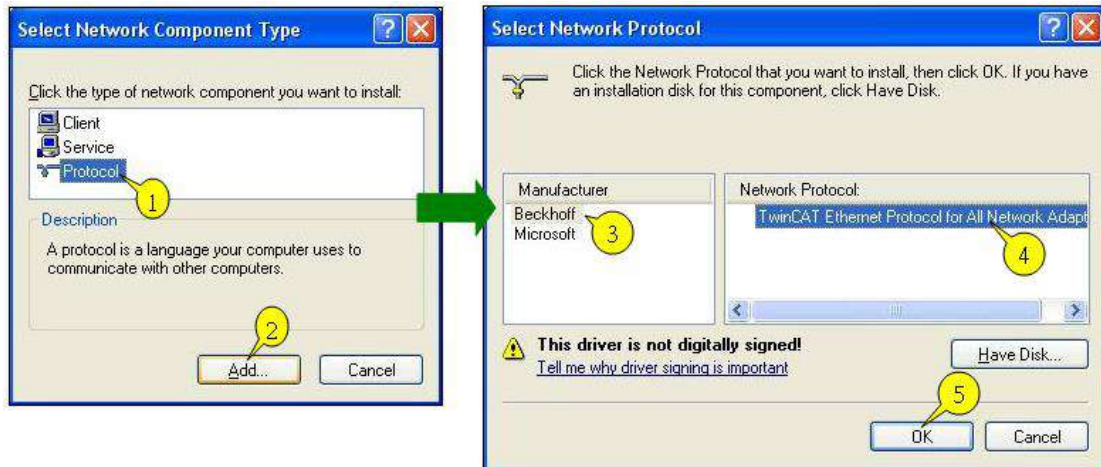 Select Network Component Type
Click the type of network component you want to install:
Client
Service
Protocol
1
Description
A protocol is a language your computer uses to
communicate with other computers.
2
Add...
Cancel
Select Network Protocol
Click the Network Protocol that you want to install, then click OK. If you have
an installation disk for this component, click Have Disk.
Manufacturer
Beckhoff
Microsoft
3
Network Protocol:
TwinCAT Ethernet Protocol for All Network Adapt
4
This driver is not digitally signed!
Tell me why driver signing is important
Have Disk...
5
OK
Cancel